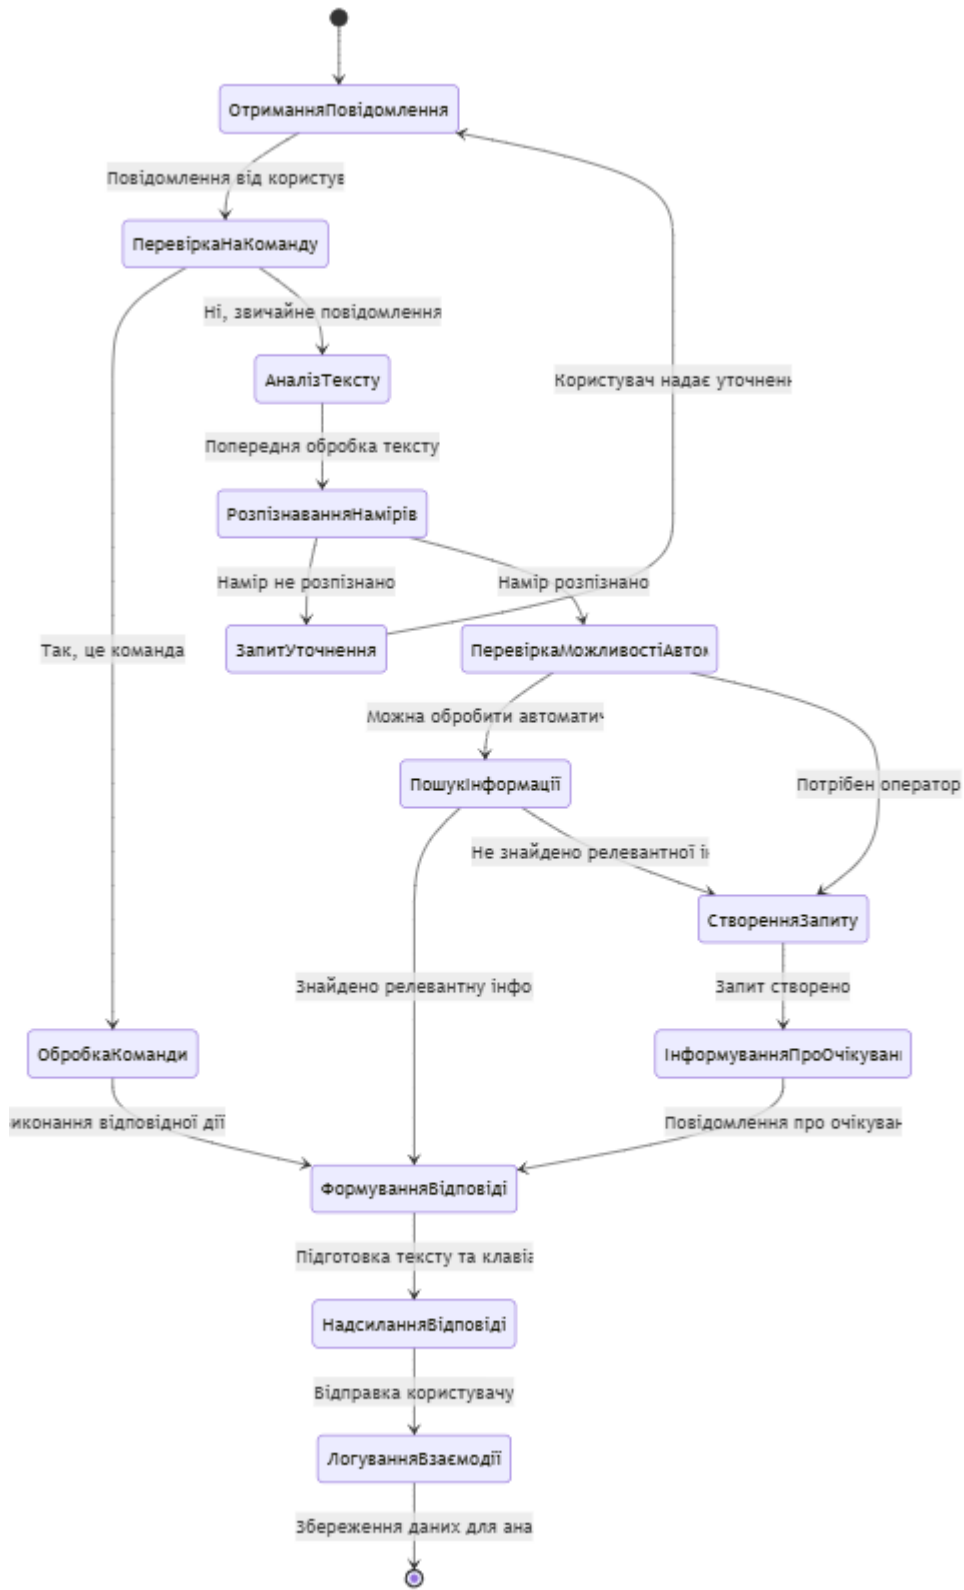 ОтриманняПовідомлення
Повідомлення від користув
ПеревіркаНаКоманду
Ні, звичайне повідомлення
АналізТексту
Користувач надає уточненн
Попередня обробка тексту
РозпізнаванняНамірів
Намір не розпізнано
Намір розпізнано
Так, це команда
ЗапитУточнення
ПеревіркаМожливостіАвтом
Можна обробити автоматич
ПошукІнформації
Потрібен оператор
Не знайдено релевантної ін
СтворенняЗапиту
Знайдено релевантну інфо
Запит створено
ОбробкаКоманди
ІнформуванняПроОчікуванн
иконання відповідної дії
Повідомлення про очікуван
ФормуванняВідповіді
Підготовка тексту та клавіа
НадсиланняВідповіді
Відправка користувачу
ЛогуванняВзаємодії
Збереження даних для ана